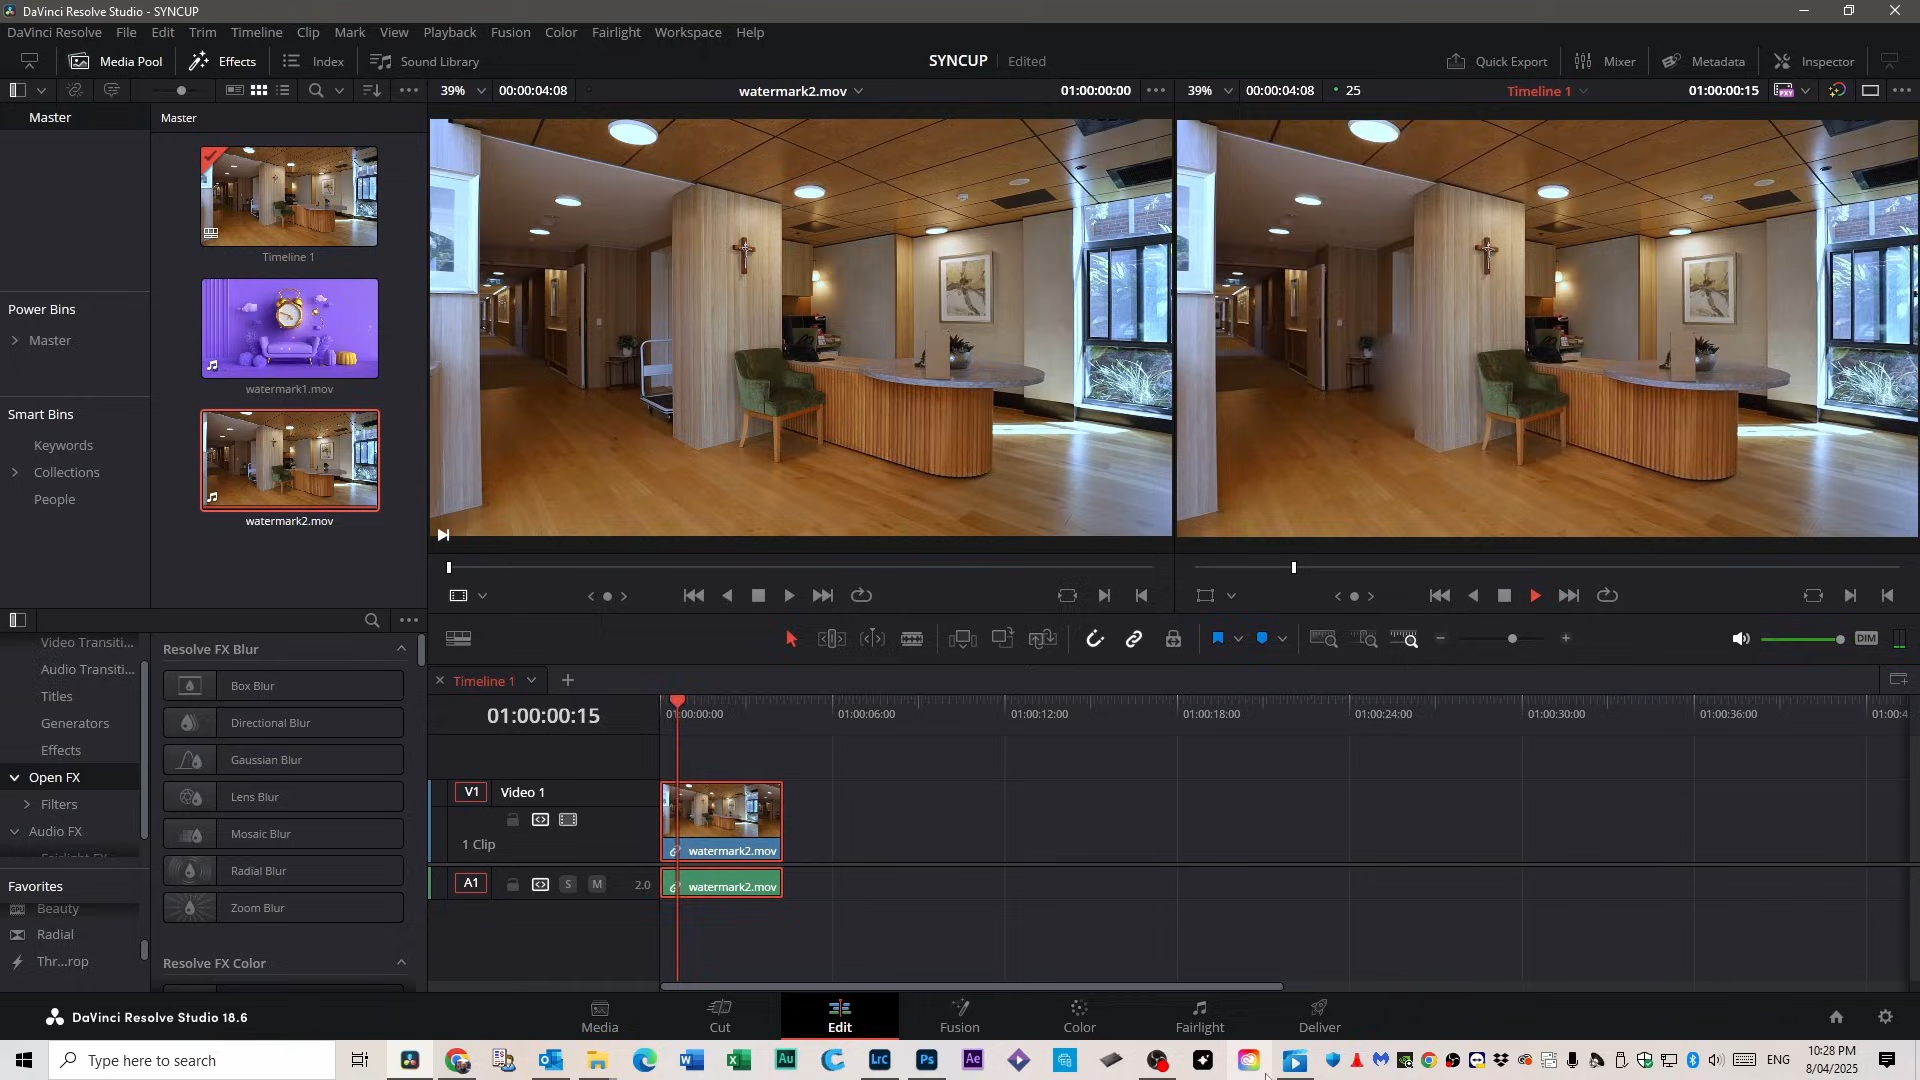 DaVinci Resolve Studio - SYNCUP
DaVinci Resolve File Edit Trim Timeline Clip Mark View Playback Fusion Color Fairlight Workspace Help
Media Pool Effects Index Sound Library SYNCUP Edited Quick Export Mixer Metadata Inspector
39% 00:00:04:08 watermark2.mov 01:00:00:00 39% 00:00:04:08 25 Timeline 1 01:00:00:15
Master
Master
Timeline 1
Power Bins
Master
watermark1.mov
Smart Bins
Keywords
Collections
People
watermark2.mov
DIM
Video Transiti...
Audio Transiti...
Titles
Generators
Effects
Open FX
Filters
Audio FX
Favorites
Beauty
Radial
Thr...rop
Resolve FX Blur
Box Blur
Directional Blur
Gaussian Blur
Lens Blur
Mosaic Blur
Radial Blur
Zoom Blur
Resolve FX Color
Timeline 1
01:00:00:15
01:00:00:00 01:00:06:00 01:00:12:00 01:00:18:00 01:00:24:00 01:00:30:00 01:00:36:00 01:00:4
V1 Video 1
1 Clip
watermark2.mov
A1 S M 2.0
watermark2.mov
DaVinci Resolve Studio 18.6
Media Cut Edit Fusion Color Fairlight Deliver
Type here to search
Au
LrC
Ps
Ae
ENG
10:28 PM
8/04/2025